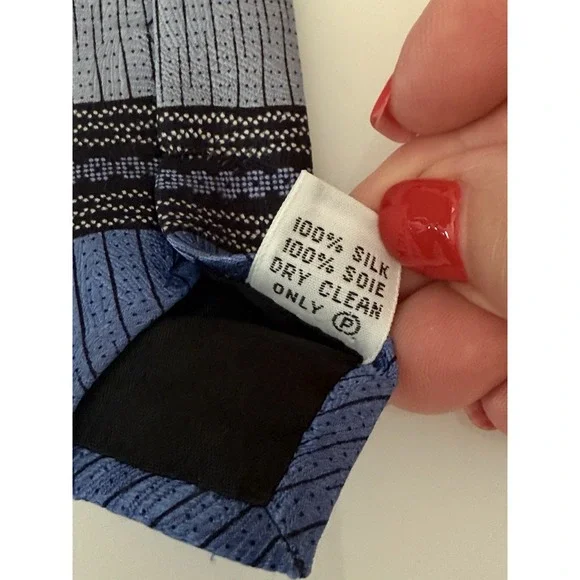 100% SILK
100% SOIE
DRY CLEAN
ONLY Ⓟ